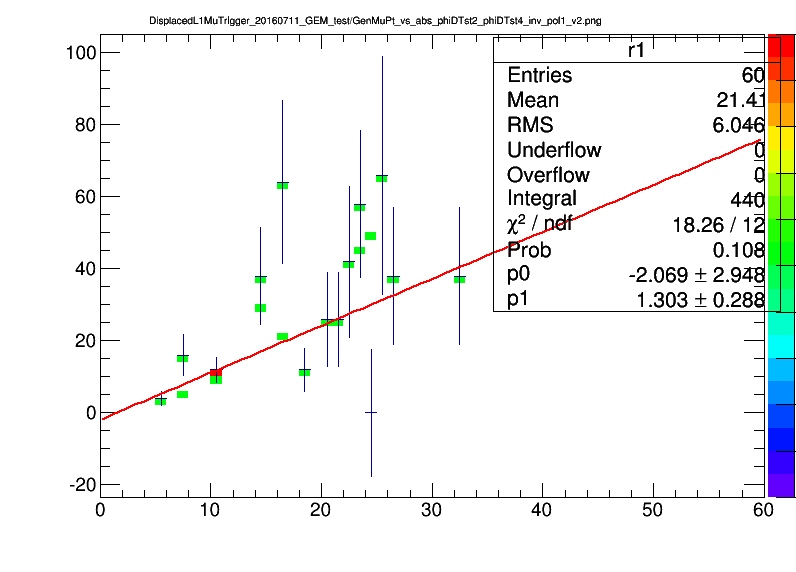 DisplacedL1MuTrIgger_20160711_GEM_test/GenMuPt_vs_abs_phiDTst2_phiDTst4_inv_pol1_v2.png
r1
Entries 60
Mean 21.41
RMS 6.046
Underflow 0
Overflow 0
Integral 440
χ² / ndf 18.26 / 12
Prob 0.108
p0 -2.069 ± 2.948
p1 1.303 ± 0.288
100
80
60
40
20
0
-20
0 10 20 30 40 50 60